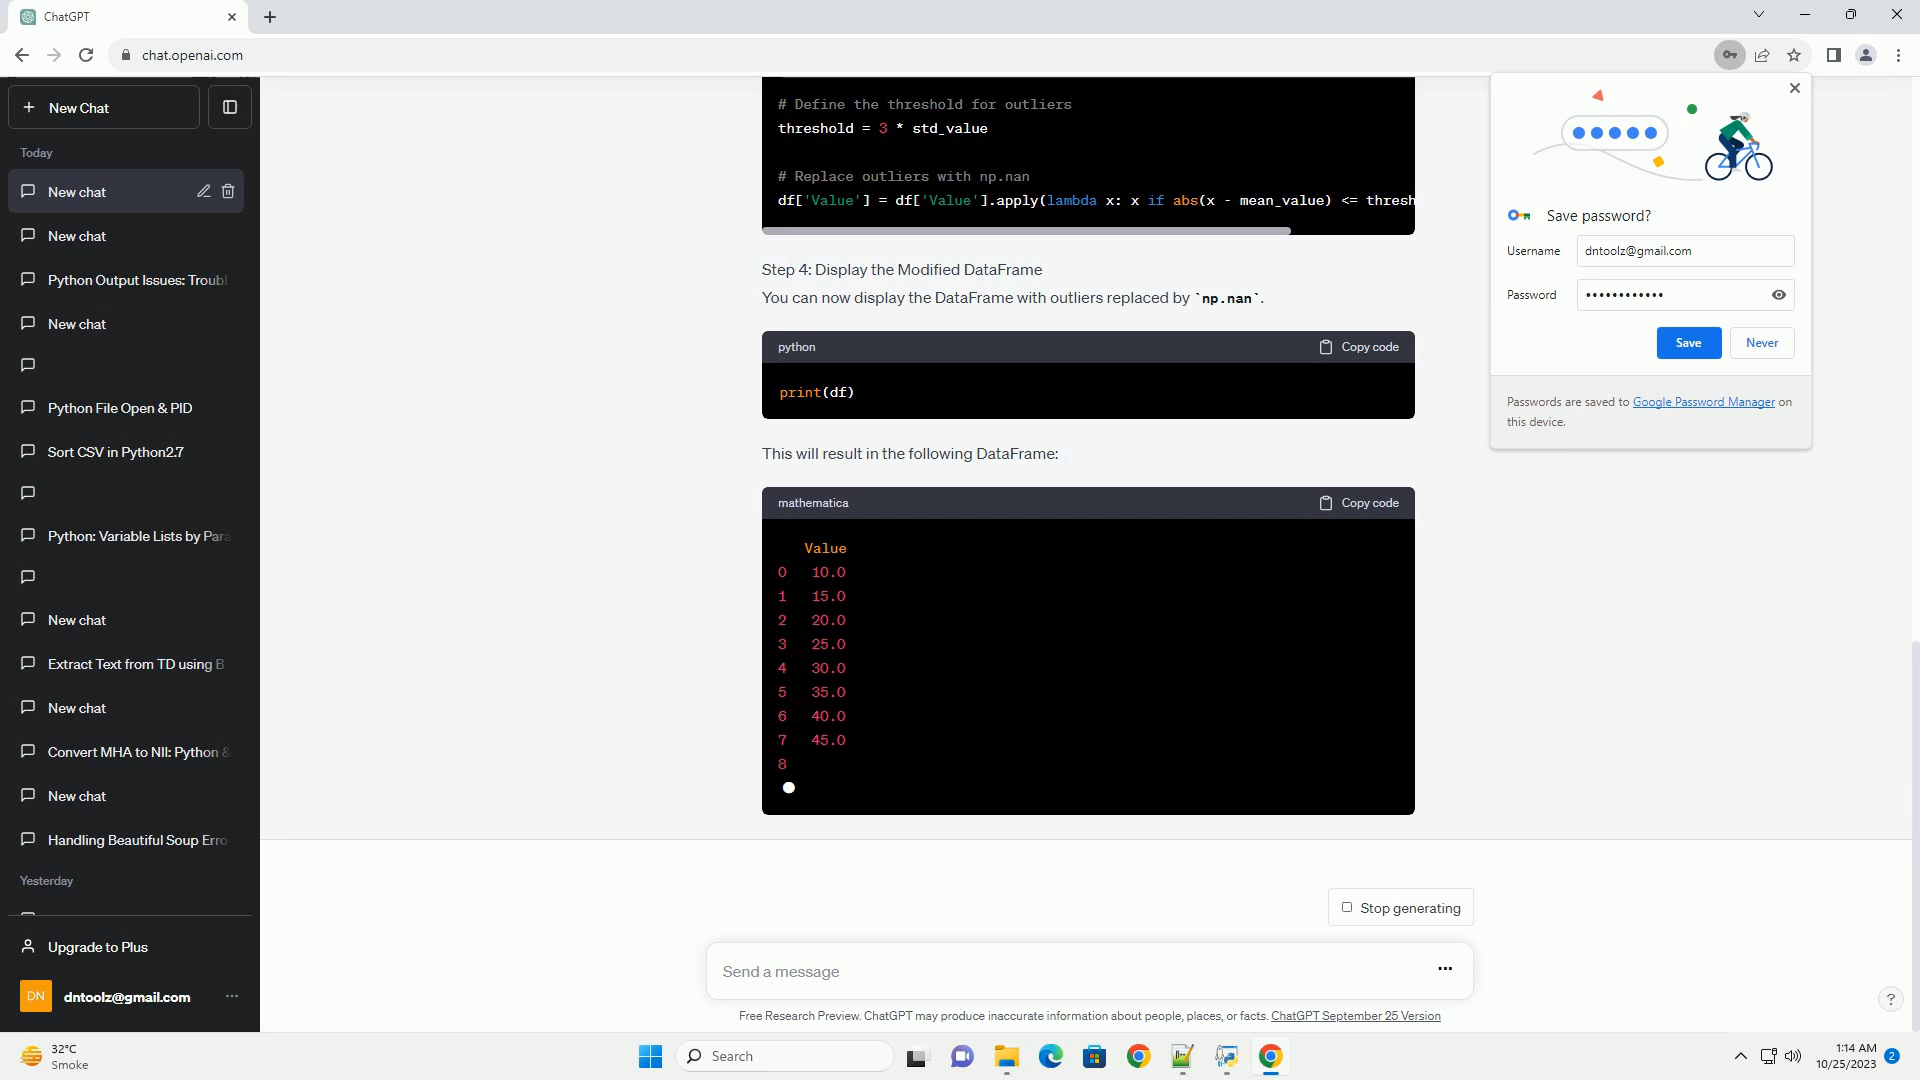 ChatGPT
chat.openai.com
New Chat
Today
New chat
New chat
Python Output Issues: Troubl
New chat
Python File Open & PID
Sort CSV in Python2.7
Python: Variable Lists by Para
New chat
Extract Text from TD using B
New chat
Convert MHA to NII: Python &
New chat
Handling Beautiful Soup Erro
Yesterday
Upgrade to Plus
DN dntoolz@gmail.com
# Define the threshold for outliers
threshold = 3 * std_value
# Replace outliers with np.nan
df['Value'] = df['Value'].apply(lambda x: x if abs(x - mean_value) <= thresh
Step 4: Display the Modified DataFrame
You can now display the DataFrame with outliers replaced by `np.nan`.
python Copy code
print(df)
This will result in the following DataFrame:
mathematica Copy code
Value
0 10.0
1 15.0
2 20.0
3 25.0
4 30.0
5 35.0
6 40.0
7 45.0
8
Stop generating
Send a message
Free Research Preview. ChatGPT may produce inaccurate information about people, places, or facts. ChatGPT September 25 Version
Save password?
Username dntoolz@gmail.com
Password ••••••••••••
Save Never
Passwords are saved to Google Password Manager on
this device.
?
32°C
Smoke
Search
1:14 AM
10/25/2023
2